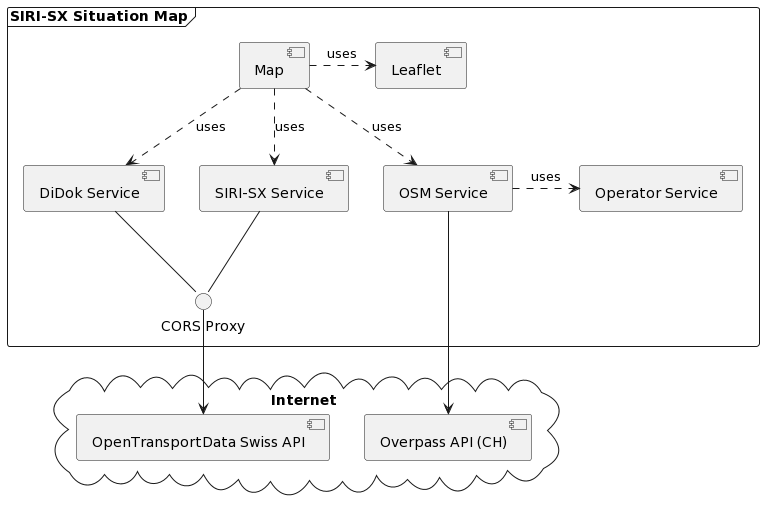 SIRI-SX Situation Map
Map
uses
Leaflet
uses
uses
uses
DiDok Service
SIRI-SX Service
OSM Service
uses
Operator Service
CORS Proxy
Internet
OpenTransportData Swiss API
Overpass API (CH)